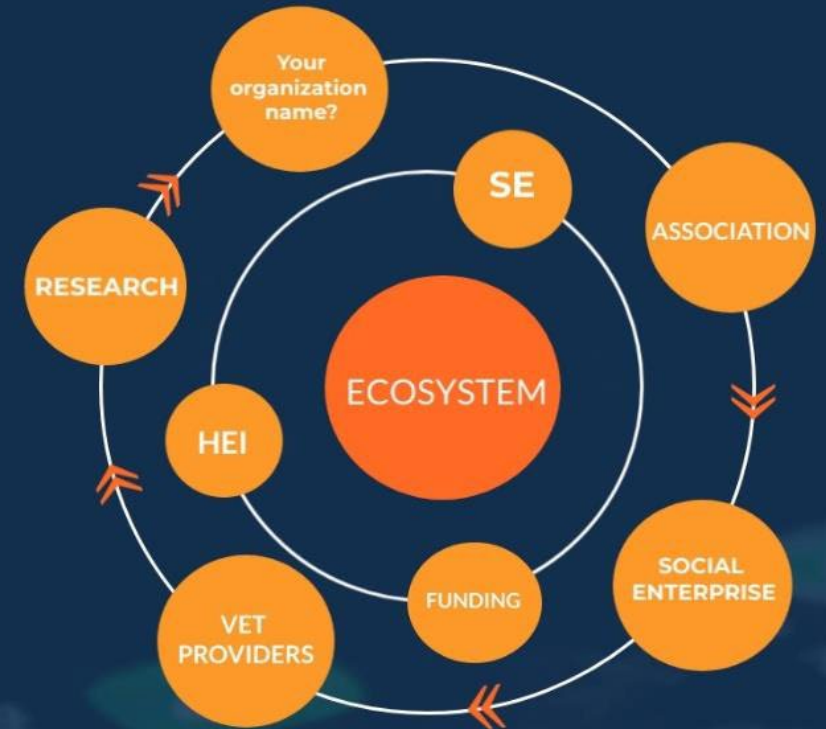 Your
organization
name?
SE
ASSOCIATION
RESEARCH
ECOSYSTEM
HEI
SOCIAL
ENTERPRISE
FUNDING
VET
PROVIDERS